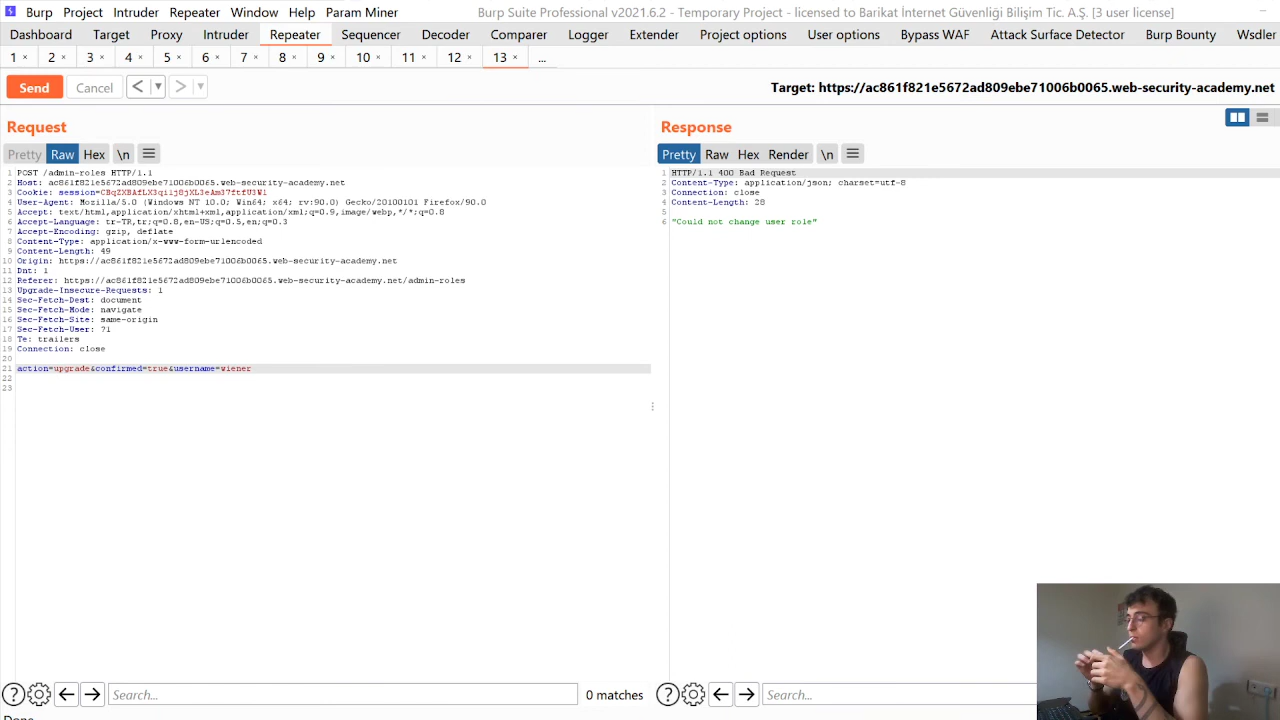 Burp Project Intruder Repeater Window Help Param Miner Burp Suite Professional v2021.6.2 - Temporary Project - licensed to Barikat İnternet Güvenliği Bilişim Tic. A.Ş. [3 user license]
Dashboard Target Proxy Intruder Repeater Sequencer Decoder Comparer Logger Extender Project options User options Bypass WAF Attack Surface Detector Burp Bounty Wsdler
1 × 2 × 3 × 4 × 5 × 6 × 7 × 8 × 9 × 10 × 11 × 12 × 13 × ...
Send Cancel < > Target: https://ac861f821e5672ad809ebe71006b0065.web-security-academy.net
Request
Pretty Raw Hex \n
1 POST /admin-roles HTTP/1.1
2 Host: ac861f821e5672ad809ebe71006b0065.web-security-academy.net
3 Cookie: session=
4 User-Agent: Mozilla/5.0 (Windows NT 10.0; Win64; x64; rv:90.0) Gecko/20100101 Firefox/90.0
5 Accept: text/html,application/xhtml+xml,application/xml;q=0.9,image/webp,*/*;q=0.8
6 Accept-Language: tr-TR,tr;q=0.8,en-US;q=0.5,en;q=0.3
7 Accept-Encoding: gzip, deflate
8 Content-Type: application/x-www-form-urlencoded
9 Content-Length: 49
10 Origin: https://ac861f821e5672ad809ebe71006b0065.web-security-academy.net
11 Dnt: 1
12 Referer: https://ac861f821e5672ad809ebe71006b0065.web-security-academy.net/admin-roles
13 Upgrade-Insecure-Requests: 1
14 Sec-Fetch-Dest: document
15 Sec-Fetch-Mode: navigate
16 Sec-Fetch-Site: same-origin
17 Sec-Fetch-User: ?1
18 Te: trailers
19 Connection: close
20
21 action=upgrade&confirmed=true&username=wiener
22
23
Search... 0 matches
Response
Pretty Raw Hex Render \n
1 HTTP/1.1 400 Bad Request
2 Content-Type: application/json; charset=utf-8
3 Connection: close
4 Content-Length: 28
5
6 "Could not change user role"
Search...